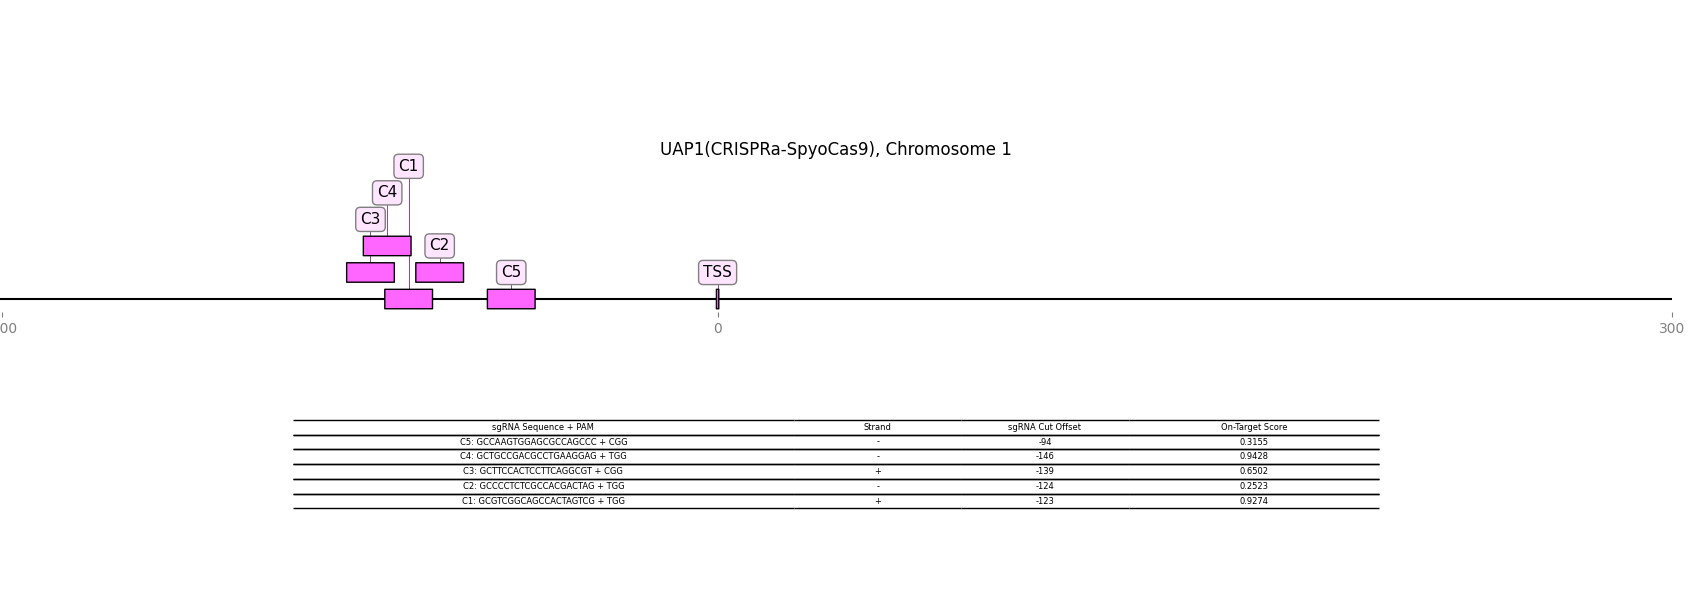 UAP1(CRISPRa-SpyoCas9), Chromosome 1
C1
C4
C3
C2
C5
TSS
00
0
300
sgRNA Sequence + PAM Strand sgRNA Cut Offset On-Target Score
C5: GCCAAGTGGAGCGCCAGCCC + CGG - -94 0.3155
C4: GCTGCCGACGCCTGAAGGAG + TGG - -146 0.9428
C3: GCTTCCACTCCTTCAGGCGT + CGG + -139 0.6502
C2: GCCCCTCTCGCCACGACTAG + TGG - -124 0.2523
C1: GCGTCGGCAGCCACTAGTCG + TGG + -123 0.9274